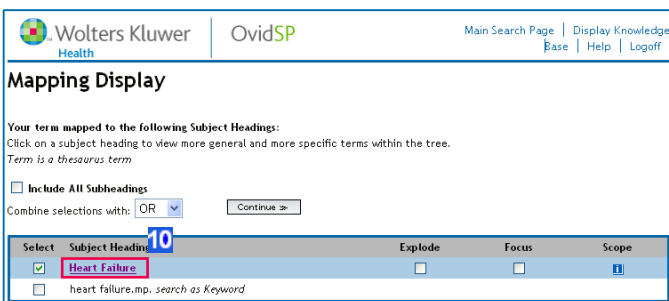 Wolters Kluwer
Health
OvidSP
Main Search Page | Display Knowledge
Base | Help | Logoff
Mapping Display
Your term mapped to the following Subject Headings:
Click on a subject heading to view more general and more specific terms within the tree.
Term is a thesaurus term
Include All Subheadings
Combine selections with: OR Continue >>
Select Subject Heading 10 Explode Focus Scope
Heart Failure i
heart failure.mp. search as Keyword